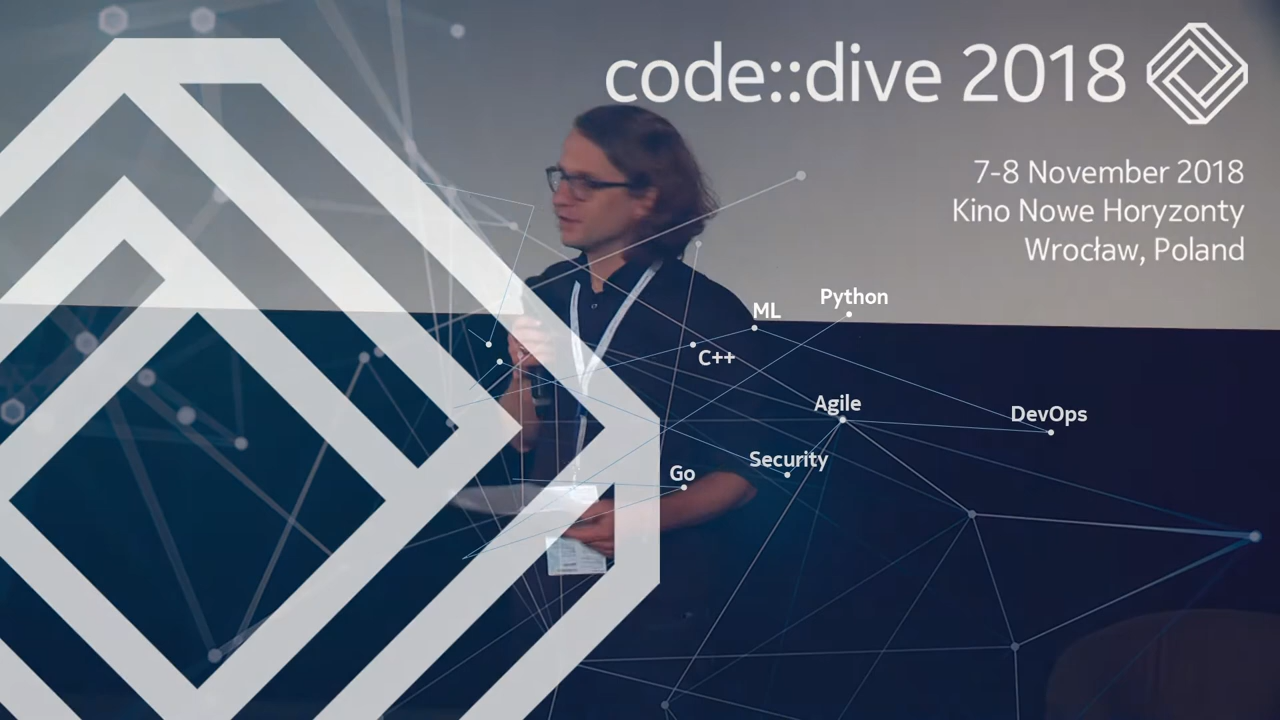 code::dive 2018
7-8 November 2018
Kino Nowe Horyzonty
Wrocław, Poland
Python
ML
C++
Agile
DevOps
Security
Go